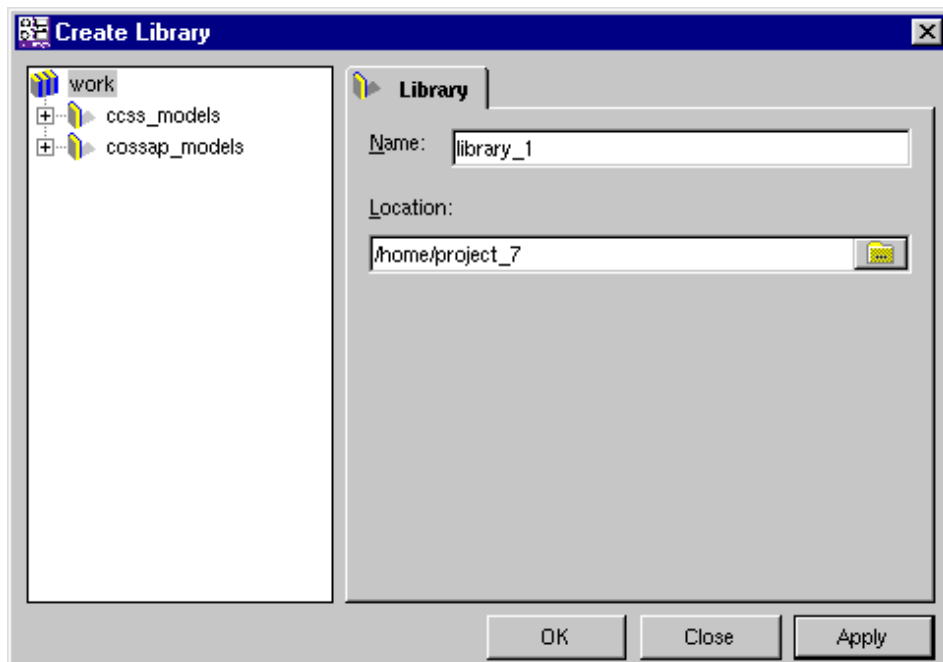 Create Library
work
ccss_models
cossap_models
Library
Name: library_1
Location:
/home/project_7
OK Close Apply